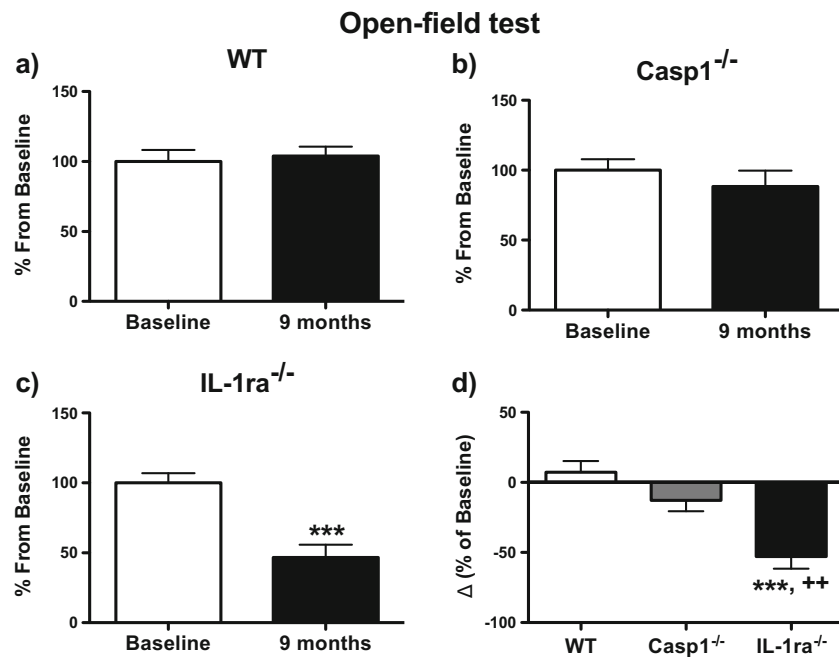 Open-field test
a)
WT
% From Baseline
150
100
50
0
Baseline 9 months
b)
Casp1-/-
% From Baseline
150
100
50
0
Baseline 9 months
c)
IL-1ra-/-
% From Baseline
150
100
50
0
***
Baseline 9 months
d)
Δ (% of Baseline)
50
0
-50
-100
***, ++
WT Casp1-/- IL-1ra-/-